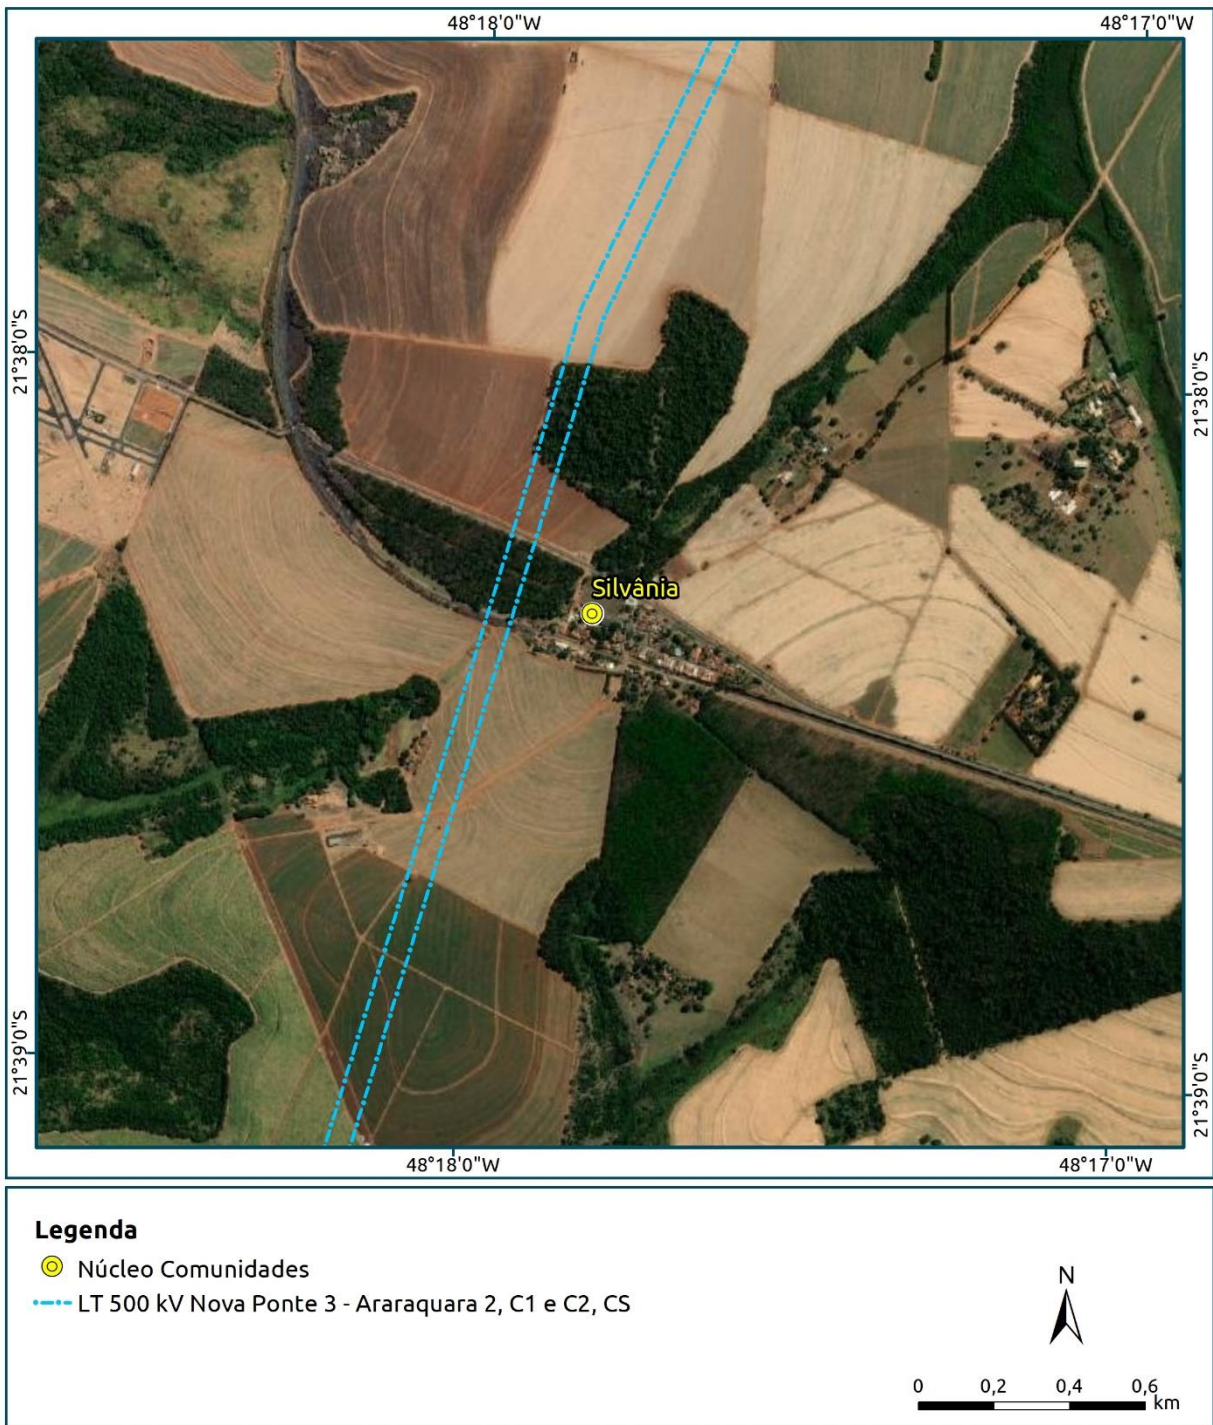 48°18'0"W
48°17'0"W
21°38'0"S
21°38'0"S
Silvânia
21°39'0"S
21°39'0"S
48°18'0"W
48°17'0"W
Legenda
Núcleo Comunidades
LT 500 kV Nova Ponte 3 - Araraquara 2, C1 e C2, CS
N
0 0,2 0,4 0,6
km